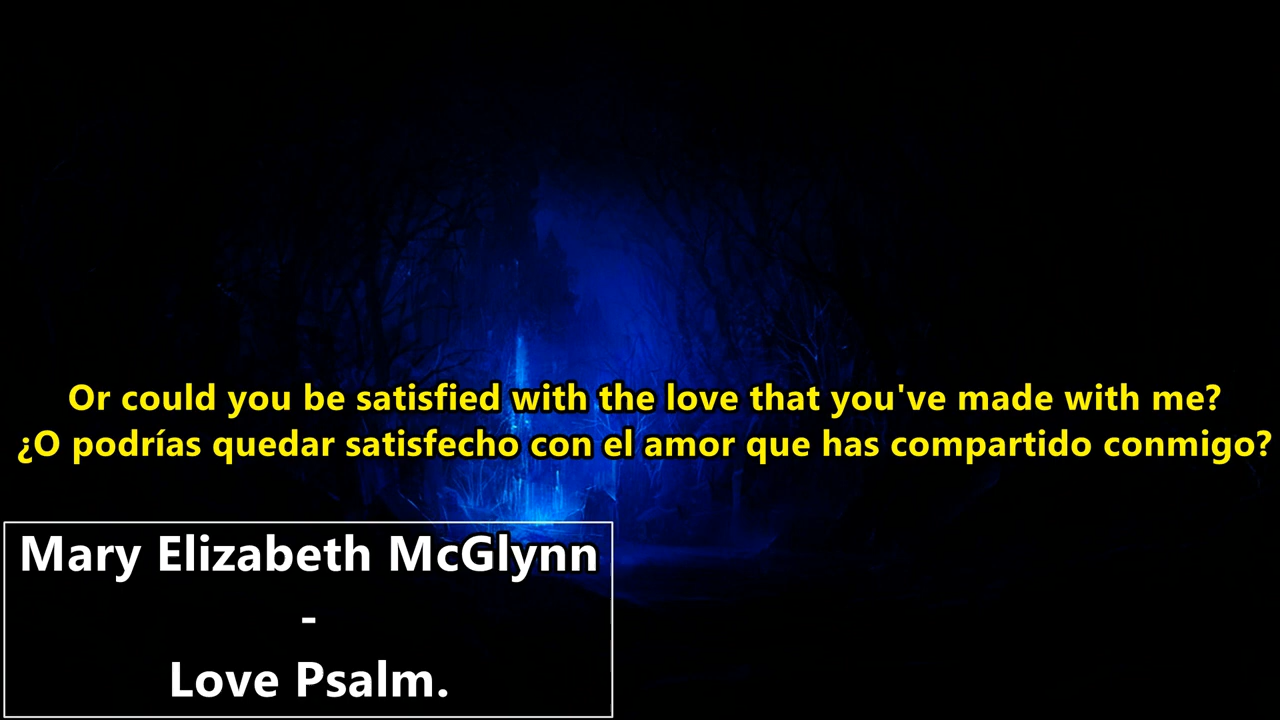 Or could you be satisfied with the love that you've made with me?
¿O podrías quedar satisfecho con el amor que has compartido conmigo?
Mary Elizabeth McGlynn
-
Love Psalm.